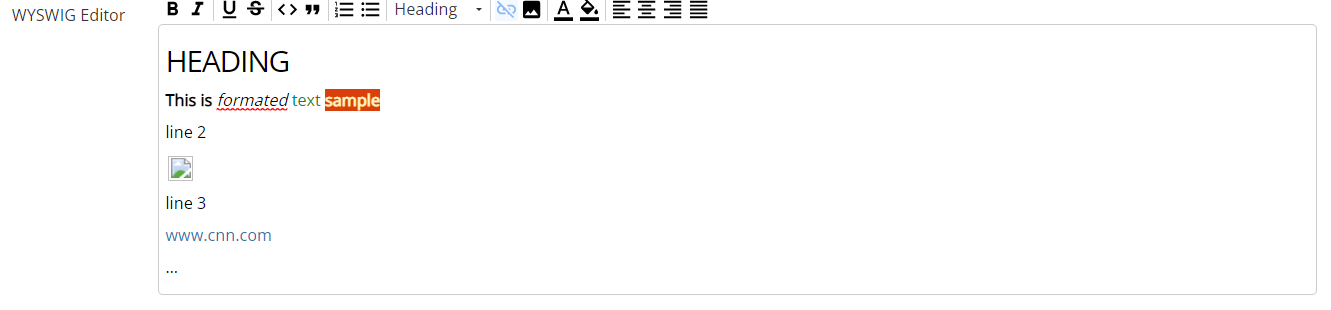 WYSWIG Editor
B I U S Heading A
HEADING
This is formated text sample
line 2
line 3
www.cnn.com
...